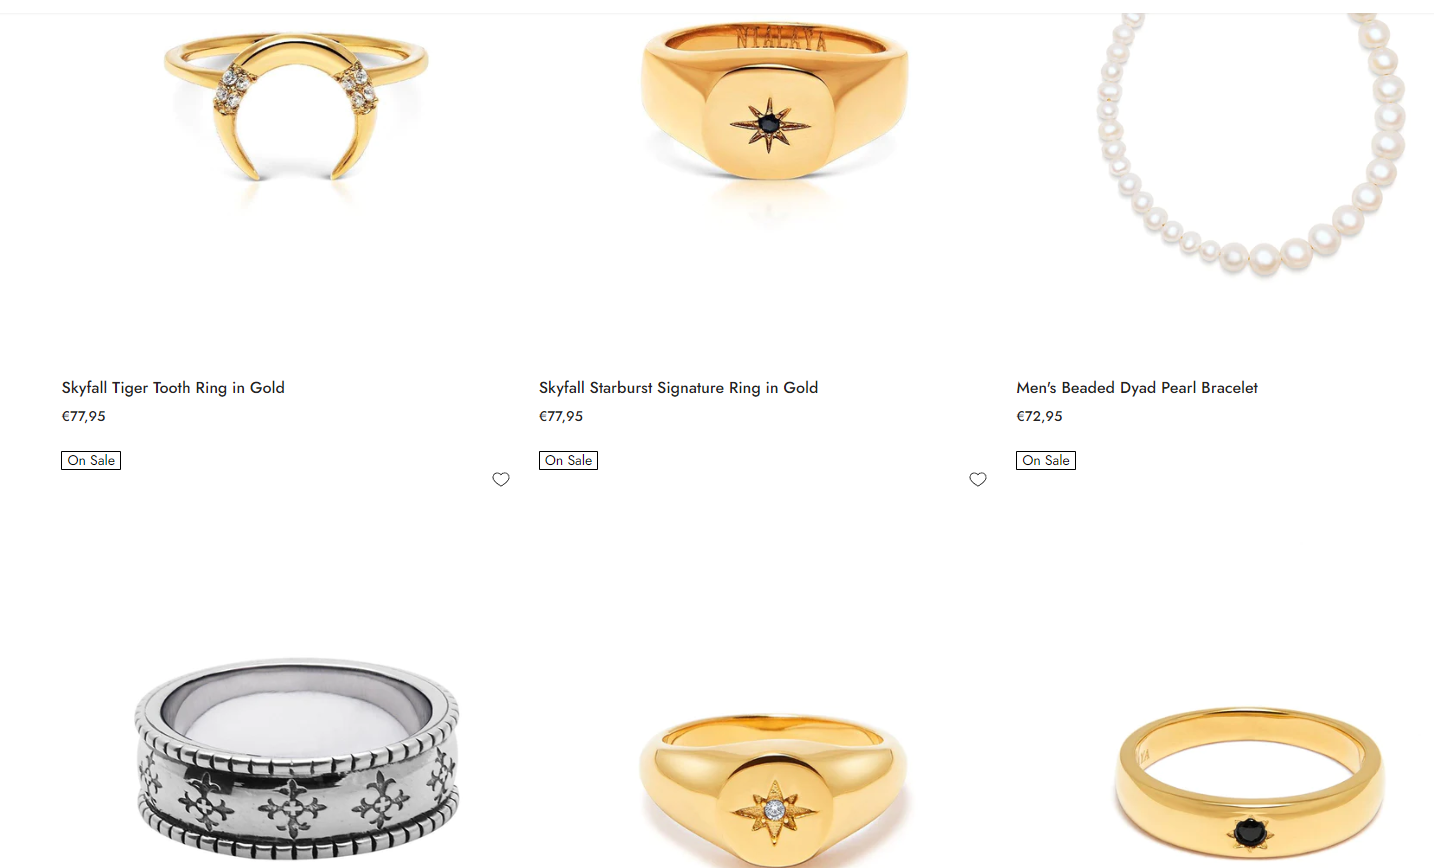 NIALAYA
Skyfall Tiger Tooth Ring in Gold
€77,95
Skyfall Starburst Signature Ring in Gold
€77,95
Men's Beaded Dyad Pearl Bracelet
€72,95
On Sale
On Sale
On Sale